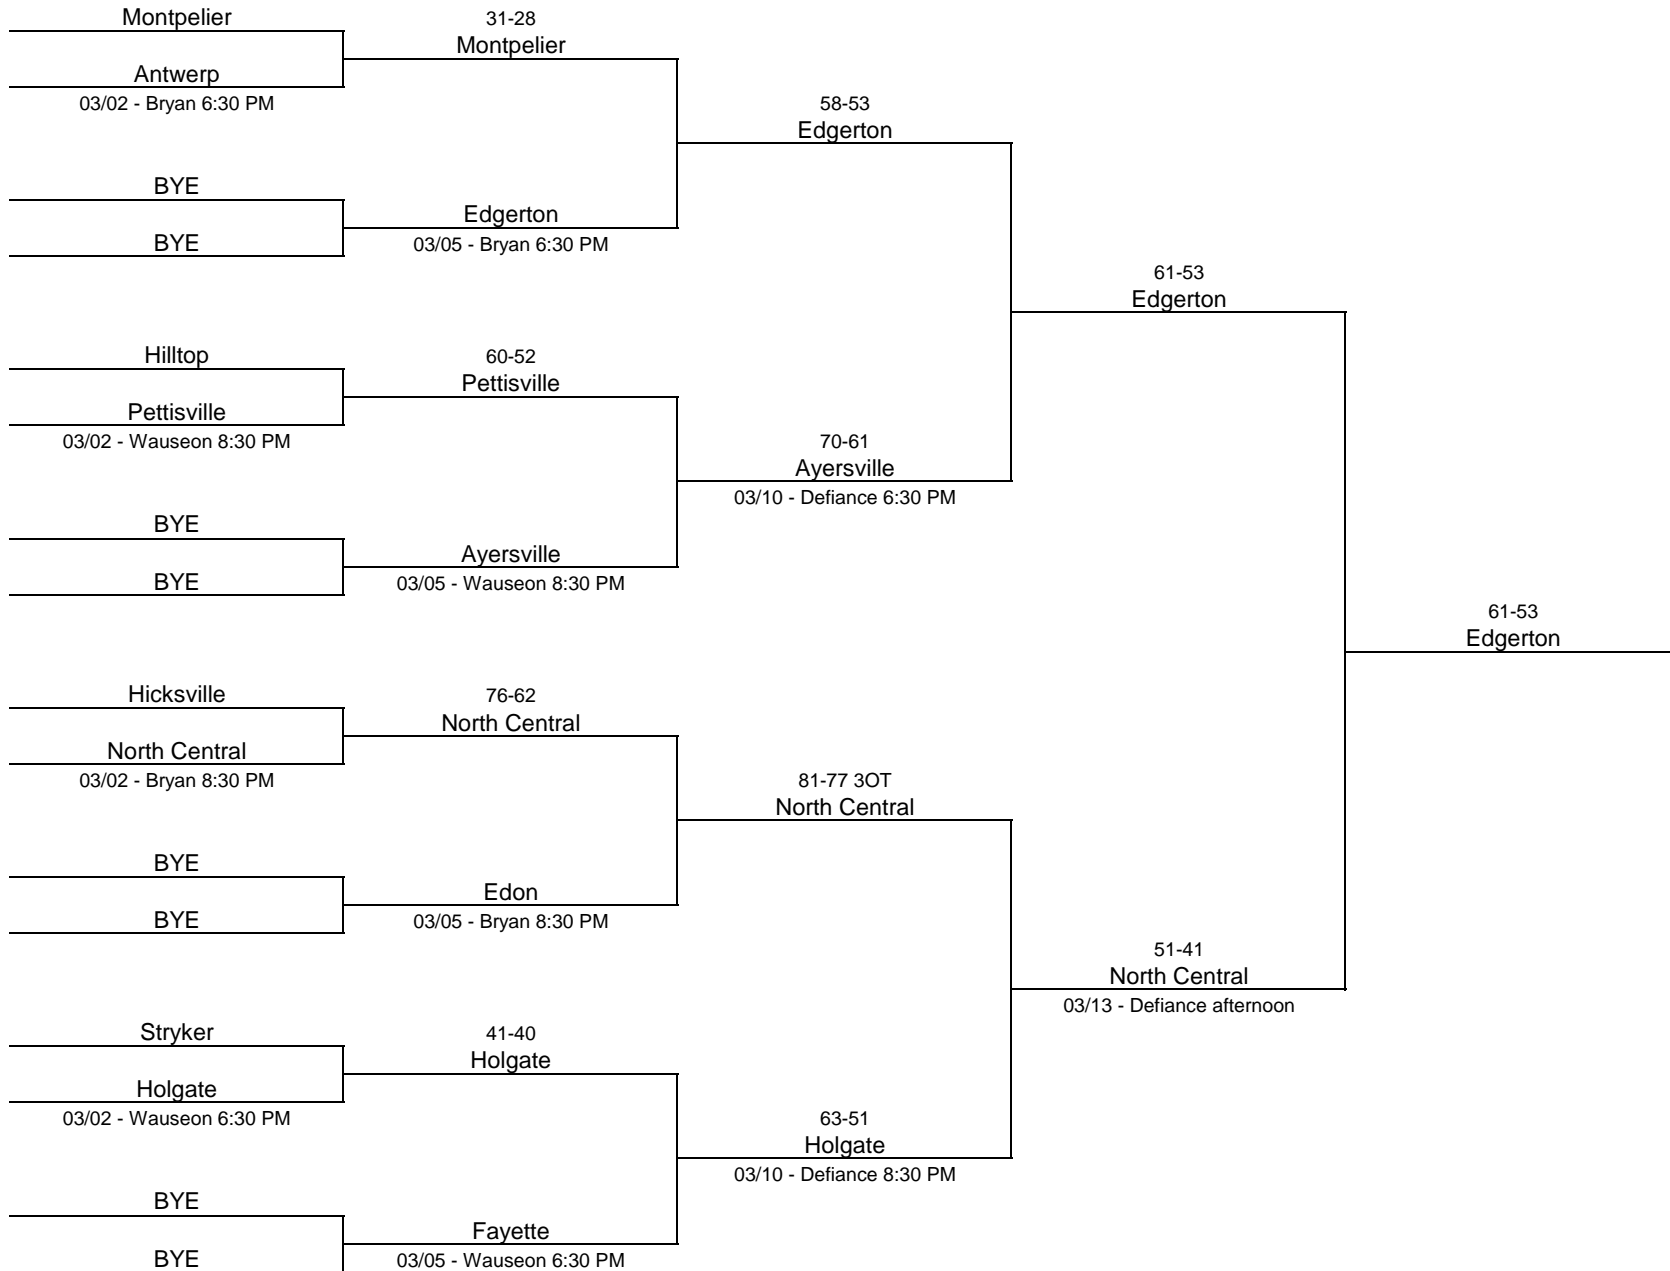 Montpelier
Antwerp
03/02 - Bryan 6:30 PM
BYE
BYE
Hilltop
Pettisville
03/02 - Wauseon 8:30 PM
BYE
BYE
Hicksville
North Central
03/02 - Bryan 8:30 PM
BYE
BYE
Stryker
Holgate
03/02 - Wauseon 6:30 PM
BYE
BYE
31-28
Montpelier
Edgerton
03/05 - Bryan 6:30 PM
60-52
Pettisville
Ayersville
03/05 - Wauseon 8:30 PM
76-62
North Central
Edon
03/05 - Bryan 8:30 PM
41-40
Holgate
Fayette
03/05 - Wauseon 6:30 PM
58-53
Edgerton
70-61
Ayersville
03/10 - Defiance 6:30 PM
81-77 3OT
North Central
63-51
Holgate
03/10 - Defiance 8:30 PM
61-53
Edgerton
51-41
North Central
03/13 - Defiance afternoon
61-53
Edgerton